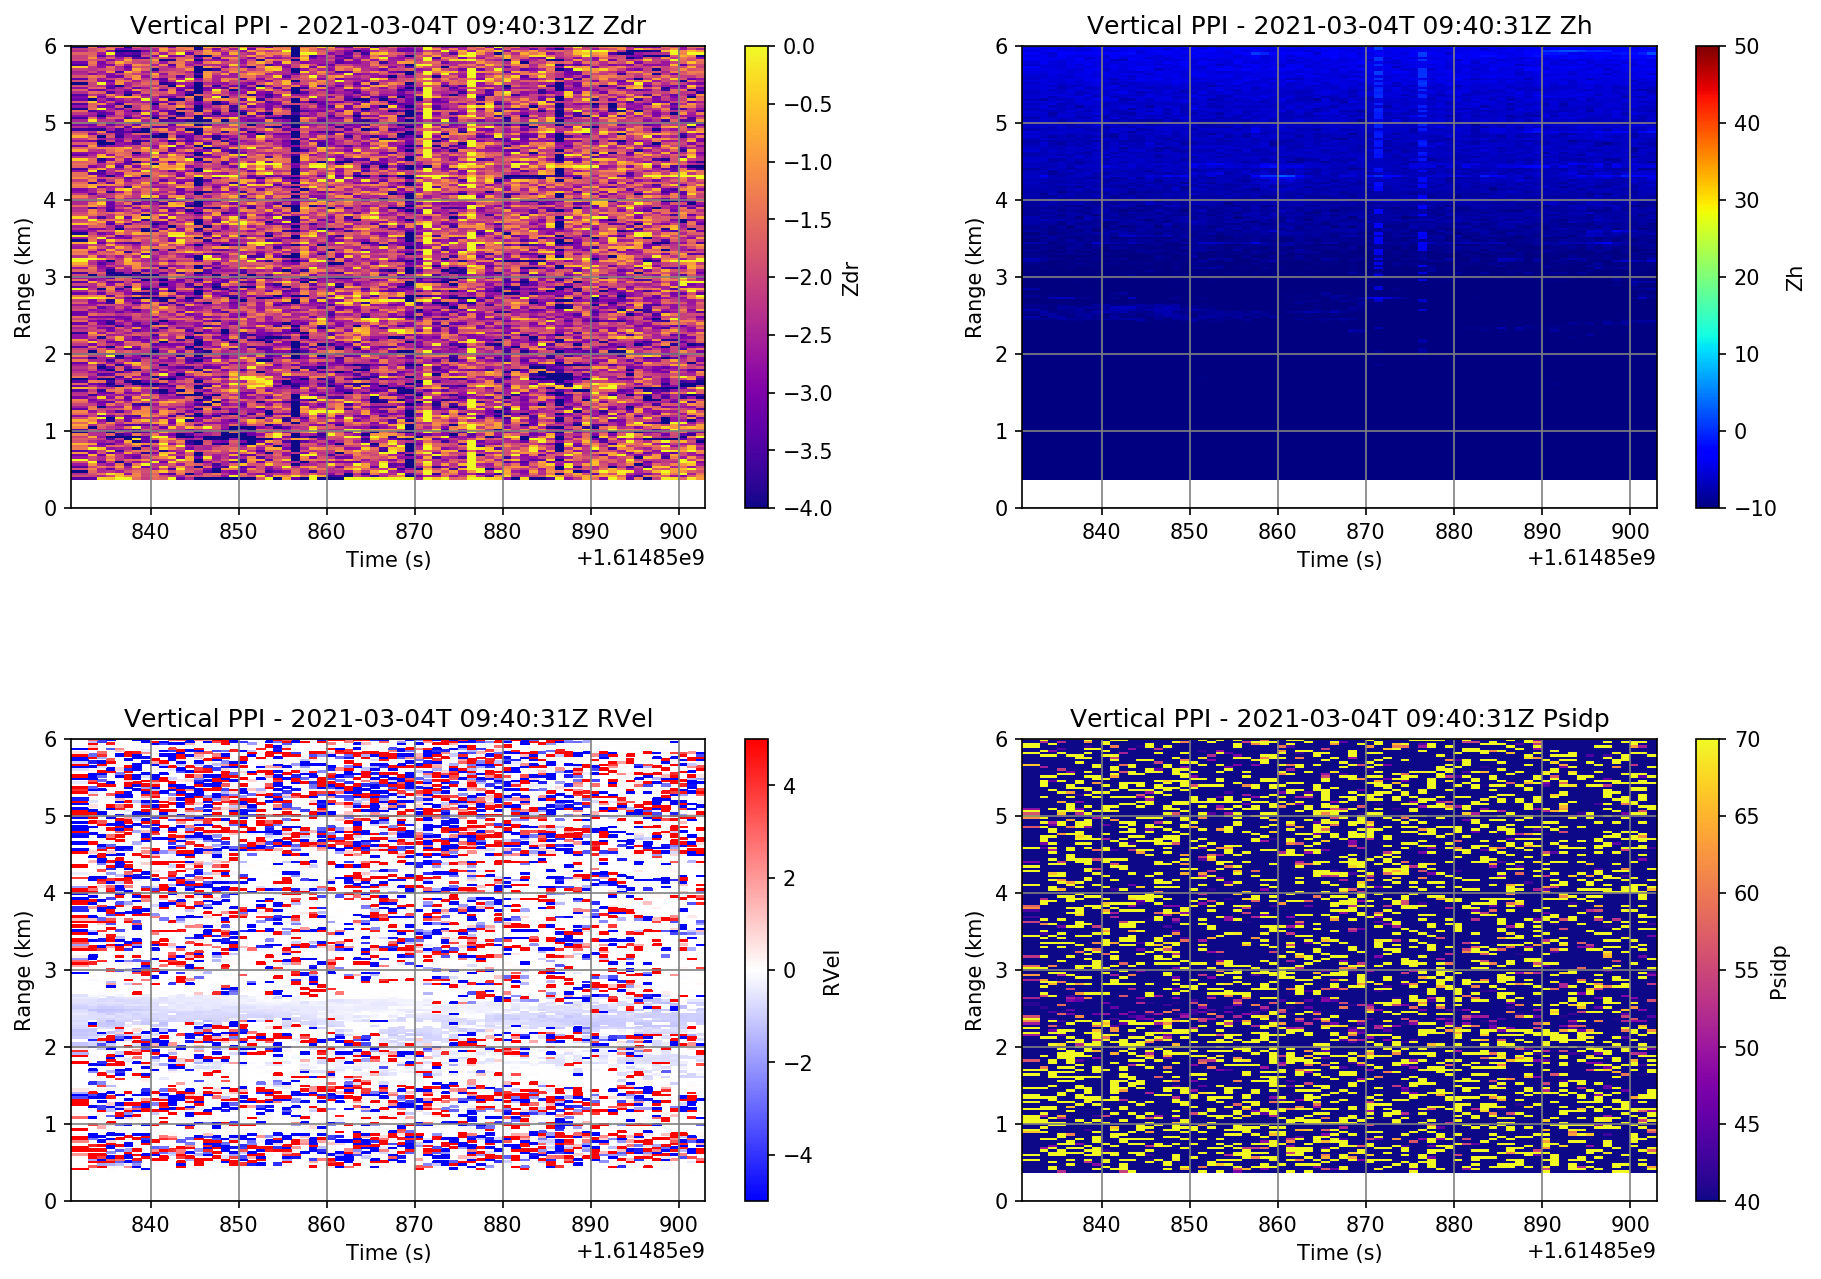 Vertical PPI - 2021-03-04T 09:40:31Z Zdr
6
5
4
3
2
1
0
Range (km)
840 850 860 870 880 890 900
Time (s)
+1.61485e9
0.0
−0.5
−1.0
−1.5
−2.0
−2.5
−3.0
−3.5
−4.0
Zdr
Vertical PPI - 2021-03-04T 09:40:31Z Zh
6
5
4
3
2
1
0
Range (km)
840 850 860 870 880 890 900
Time (s)
+1.61485e9
50
40
30
20
10
0
−10
Zh
Vertical PPI - 2021-03-04T 09:40:31Z RVel
6
5
4
3
2
1
0
Range (km)
840 850 860 870 880 890 900
Time (s)
+1.61485e9
4
2
0
−2
−4
RVel
Vertical PPI - 2021-03-04T 09:40:31Z Psidp
6
5
4
3
2
1
0
Range (km)
840 850 860 870 880 890 900
Time (s)
+1.61485e9
70
65
60
55
50
45
40
Psidp